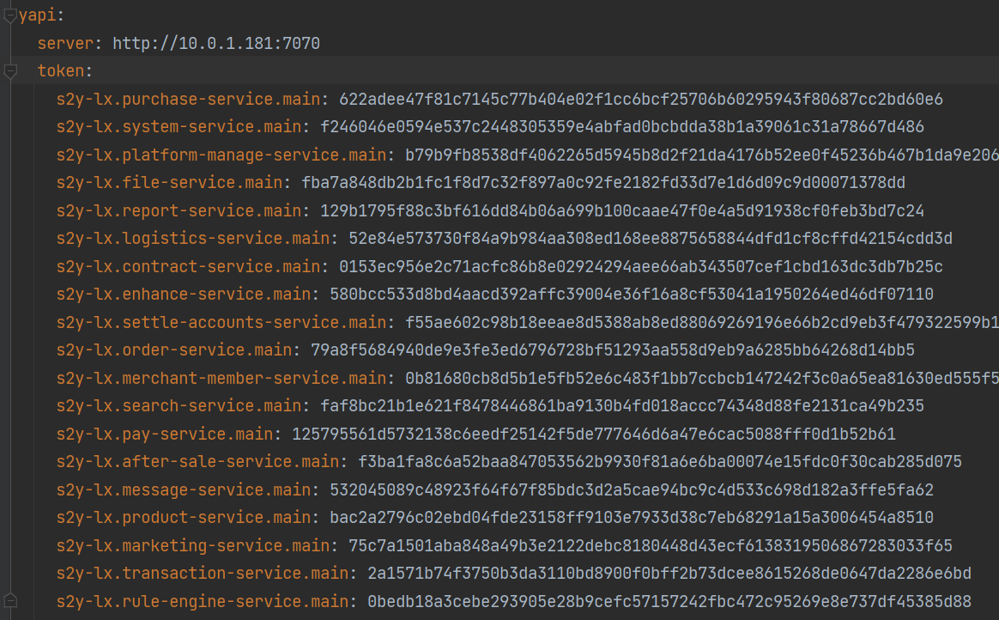 yapi:
server: http://10.0.1.181:7070
token:
s2y-lx.purchase-service.main: 622adee47f81c7145c77b404e02f1cc6bcf25706b60295943f80687cc2bd60e6
s2y-lx.system-service.main: f246046e0594e537c2448305359e4abfad0bcbdda38b1a39061c31a78667d486
s2y-lx.platform-manage-service.main: b79b9fb8538df4062265d5945b8d2f21da4176b52ee0f45236b467b1da9e206
s2y-lx.file-service.main: fba7a848db2b1fc1f8d7c32f897a0c92fe2182fd33d7e1d6d09c9d00071378dd
s2y-lx.report-service.main: 129b1795f88c3bf616dd84b06a699b100caae47f0e4a5d91938cf0feb3bd7c24
s2y-lx.logistics-service.main: 52e84e573730f84a9b984aa308ed168ee8875658844dfd1cf8cffd42154cdd3d
s2y-lx.contract-service.main: 0153ec956e2c71acfc86b8e02924294aee66ab343507cef1cbd163dc3db7b25c
s2y-lx.enhance-service.main: 580bcc533d8bd4aacd392affc39004e36f16a8cf53041a1950264ed46df07110
s2y-lx.settle-accounts-service.main: f55ae602c98b18eeae8d5388ab8ed88069269196e66b2cd9eb3f479322599b1
s2y-lx.order-service.main: 79a8f5684940de9e3fe3ed6796728bf51293aa558d9eb9a6285bb64268d14bb5
s2y-lx.merchant-member-service.main: 0b81680cb8d5b1e5fb52e6c483f1bb7ccbcb147242f3c0a65ea81630ed555f5
s2y-lx.search-service.main: faf8bc21b1e621f8478446861ba9130b4fd018accc74348d88fe2131ca49b235
s2y-lx.pay-service.main: 125795561d5732138c6eedf25142f5de777646d6a47e6cac5088fff0d1b52b61
s2y-lx.after-sale-service.main: f3ba1fa8c6a52baa847053562b9930f81a6e6ba00074e15fdc0f30cab285d075
s2y-lx.message-service.main: 532045089c48923f64f67f85bdc3d2a5cae94bc9c4d533c698d182a3ffe5fa62
s2y-lx.product-service.main: bac2a2796c02ebd04fde23158ff9103e7933d38c7eb68291a15a3006454a8510
s2y-lx.marketing-service.main: 75c7a1501aba848a49b3e2122debc8180448d43ecf6138319506867283033f65
s2y-lx.transaction-service.main: 2a1571b74f3750b3da3110bd8900f0bff2b73dcee8615268de0647da2286e6bd
s2y-lx.rule-engine-service.main: 0bedb18a3cebe293905e28b9cefc57157242fbc472c95269e8e737df45385d88